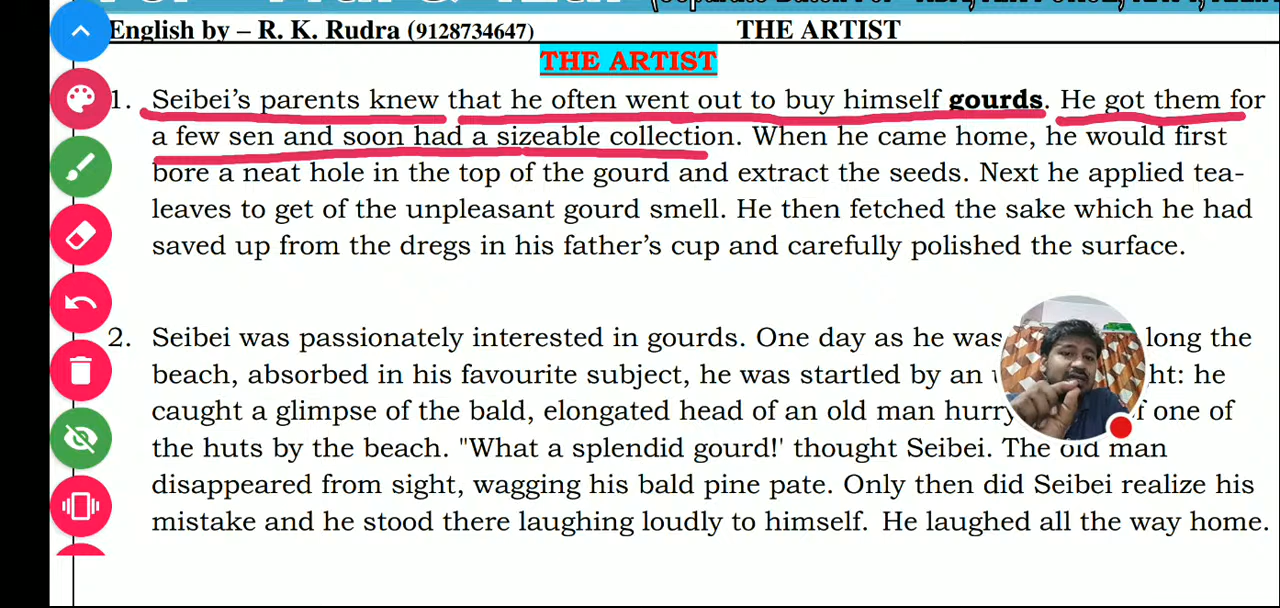 English by – R. K. Rudra (9128734647) THE ARTIST
THE ARTIST
1. Seibei's parents knew that he often went out to buy himself gourds. He got them for
a few sen and soon had a sizeable collection. When he came home, he would first
bore a neat hole in the top of the gourd and extract the seeds. Next he applied tea-
leaves to get of the unpleasant gourd smell. He then fetched the sake which he had
saved up from the dregs in his father's cup and carefully polished the surface.
2. Seibei was passionately interested in gourds. One day as he was long the
beach, absorbed in his favourite subject, he was startled by an ht: he
caught a glimpse of the bald, elongated head of an old man hurry f one of
the huts by the beach. "What a splendid gourd!' thought Seibei. The old man
disappeared from sight, wagging his bald pine pate. Only then did Seibei realize his
mistake and he stood there laughing loudly to himself. He laughed all the way home.